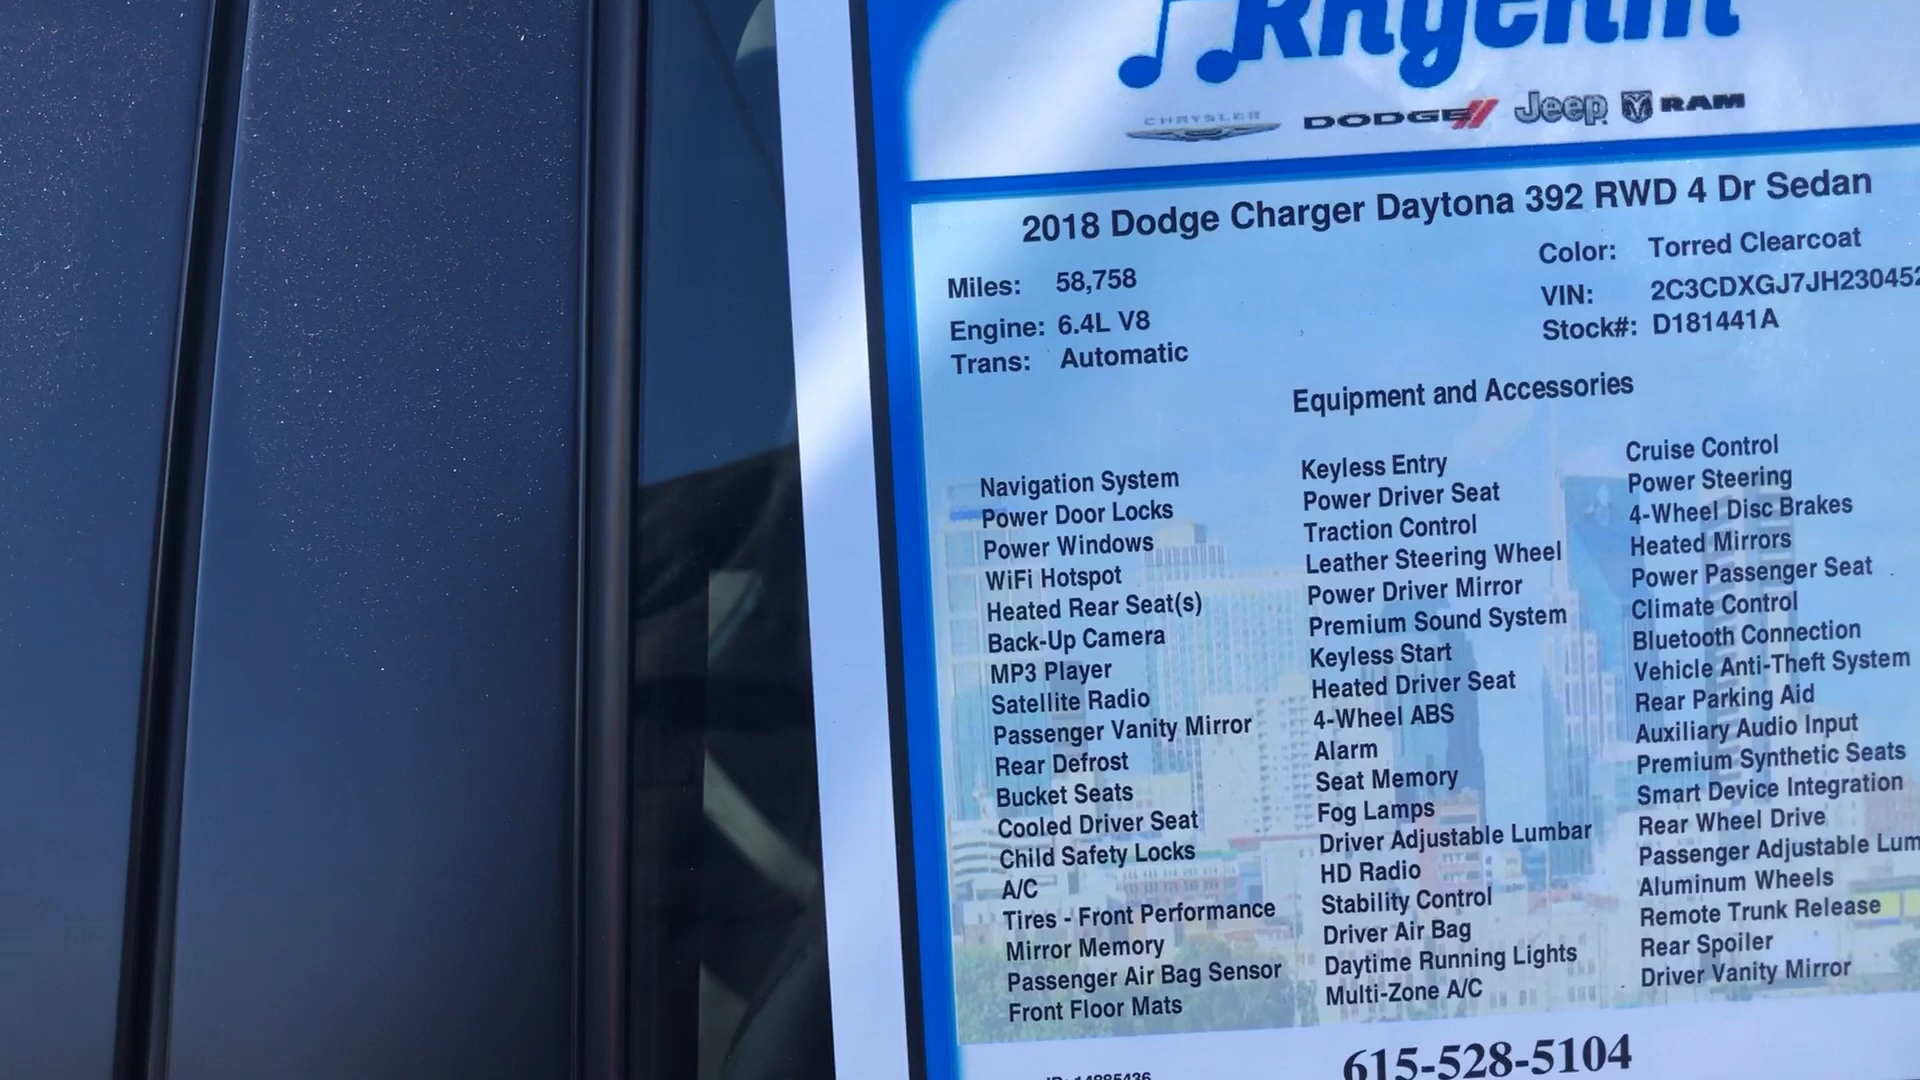 Rhythm
CHRYSLER DODGE Jeep RAM
2018 Dodge Charger Daytona 392 RWD 4 Dr Sedan
Miles: 58,758
Engine: 6.4L V8
Trans: Automatic
Color: Torred Clearcoat
VIN: 2C3CDXGJ7JH230452
Stock#: D181441A
Equipment and Accessories
Navigation System
Power Door Locks
Power Windows
WiFi Hotspot
Heated Rear Seat(s)
Back-Up Camera
MP3 Player
Satellite Radio
Passenger Vanity Mirror
Rear Defrost
Bucket Seats
Cooled Driver Seat
Child Safety Locks
A/C
Tires - Front Performance
Mirror Memory
Passenger Air Bag Sensor
Front Floor Mats
Keyless Entry
Power Driver Seat
Traction Control
Leather Steering Wheel
Power Driver Mirror
Premium Sound System
Keyless Start
Heated Driver Seat
4-Wheel ABS
Alarm
Seat Memory
Fog Lamps
Driver Adjustable Lumbar
HD Radio
Stability Control
Driver Air Bag
Daytime Running Lights
Multi-Zone A/C
Cruise Control
Power Steering
4-Wheel Disc Brakes
Heated Mirrors
Power Passenger Seat
Climate Control
Bluetooth Connection
Vehicle Anti-Theft System
Rear Parking Aid
Auxiliary Audio Input
Premium Synthetic Seats
Smart Device Integration
Rear Wheel Drive
Passenger Adjustable Lum
Aluminum Wheels
Remote Trunk Release
Rear Spoiler
Driver Vanity Mirror
615-528-5104